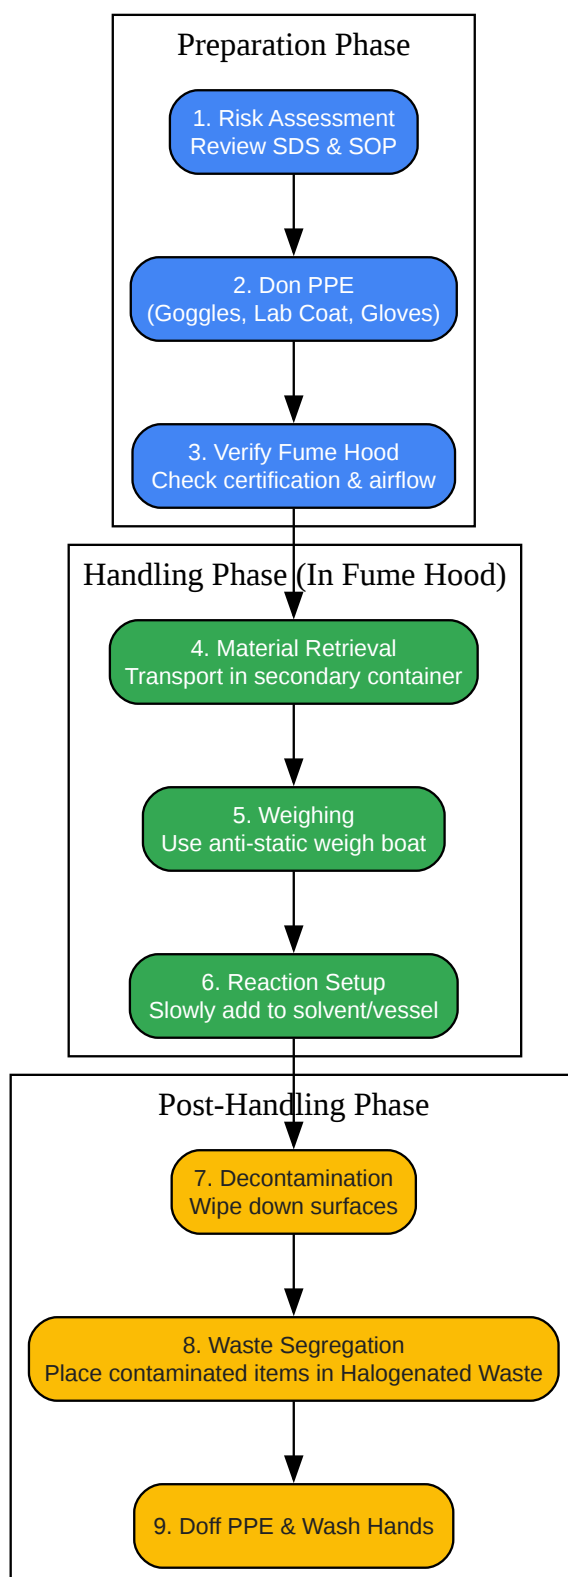 Preparation Phase
1. Risk Assessment
Review SDS & SOP
2. Don PPE
(Goggles, Lab Coat, Gloves)
3. Verify Fume Hood
Check certification & airflow
Handling Phase (In Fume Hood)
4. Material Retrieval
Transport in secondary container
5. Weighing
Use anti-static weigh boat
6. Reaction Setup
Slowly add to solvent/vessel
Post-Handling Phase
7. Decontamination
Wipe down surfaces
8. Waste Segregation
Place contaminated items in Halogenated Waste
9. Doff PPE & Wash Hands